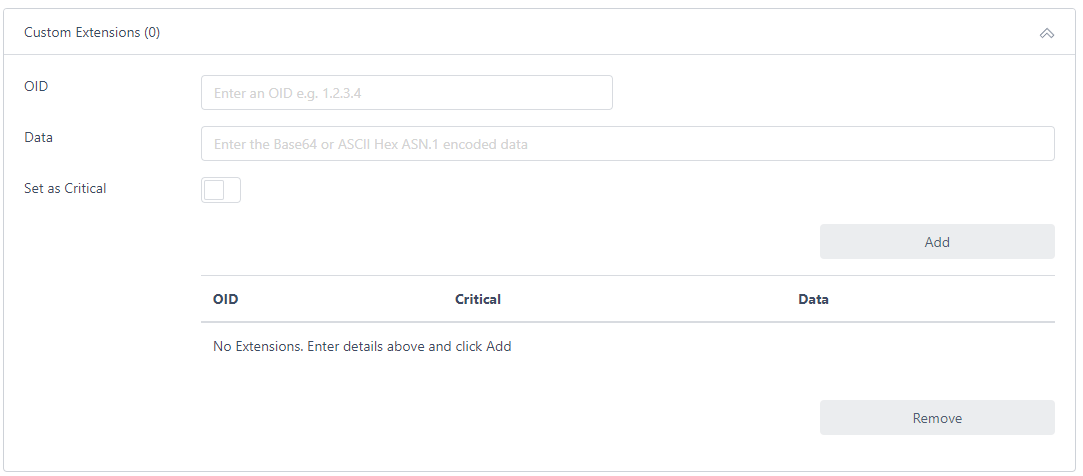 Custom Extensions (0)
OID
Enter an OID e.g. 1.2.3.4
Data
Enter the Base64 or ASCII Hex ASN.1 encoded data
Set as Critical
Add
OID Critical Data
No Extensions. Enter details above and click Add
Remove